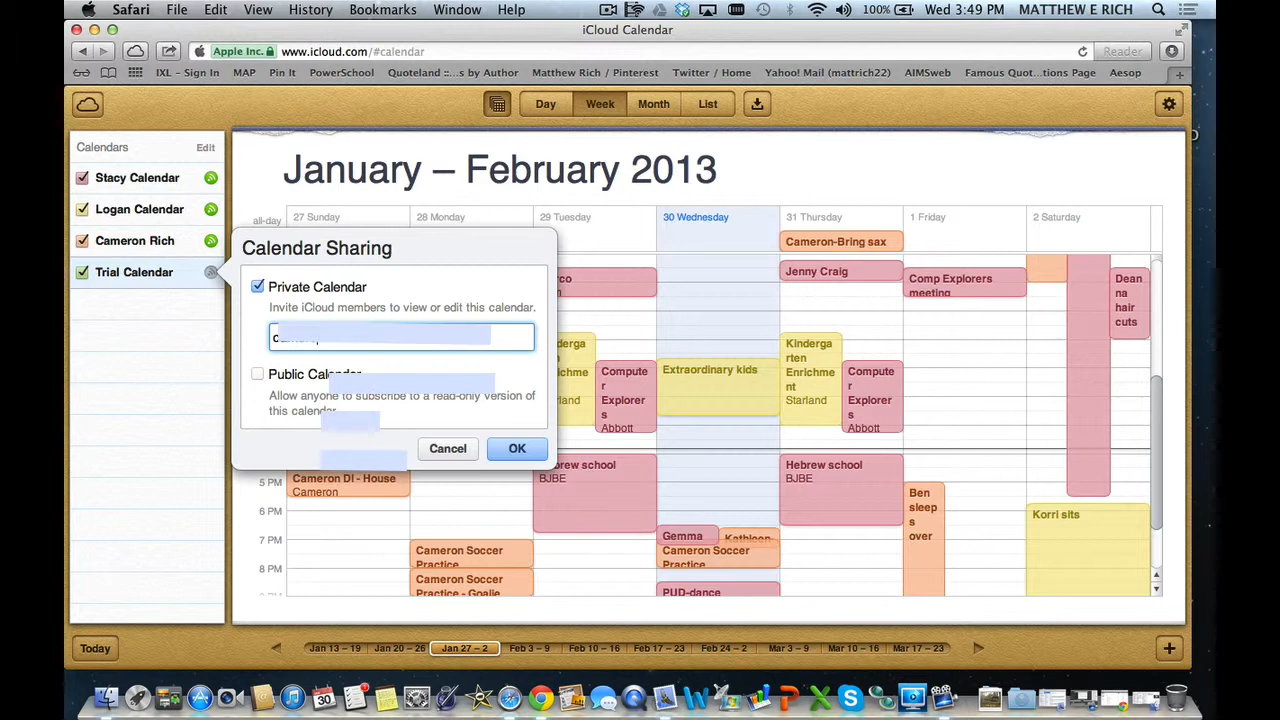 Safari File Edit View History Bookmarks Window Help 100% Wed 3:49 PM MATTHEW E RICH
iCloud Calendar
Apple Inc. www.icloud.com/#calendar Reader
IXL - Sign In MAP Pin It PowerSchool Quoteland ::...s by Author Matthew Rich / Pinterest Twitter / Home Yahoo! Mail (mattrich22) AIMSweb Famous Quot...tions Page Aesop
Day Week Month List
Calendars Edit
Stacy Calendar
Logan Calendar
Cameron Rich
Trial Calendar
January – February 2013
all-day 27 Sunday 28 Monday 29 Tuesday 30 Wednesday 31 Thursday 1 Friday 2 Saturday
Cameron-Bring sax
Calendar Sharing
Private Calendar
Invite iCloud members to view or edit this calendar.
Public Calendar
Allow anyone to subscribe to a read-only version of
this calendar.
Cancel OK
Jenny Craig
Comp Explorers
meeting
Dean
na
hair
cuts
Kinderga
rten
Enrichme
nt
Starland
Compute
r
Explorer
s
Abbott
Extraordinary kids
Compute
r
Explorer
s
Abbott
Hebrew school
BJBE
Cameron DI - House
Cameron
5 PM
6 PM
7 PM
8 PM
Ben
sleep
s
over
Korri sits
Gemma
Kathleen
Cameron Soccer
Practice
Cameron Soccer
Practice
Cameron Soccer
Practice - Goalie
PUD-dance
Today Jan 13 – 19 Jan 20 – 26 Jan 27 – 2 Feb 3 – 9 Feb 10 – 16 Feb 17 – 23 Feb 24 – 2 Mar 3 – 9 Mar 10 – 16 Mar 17 – 23